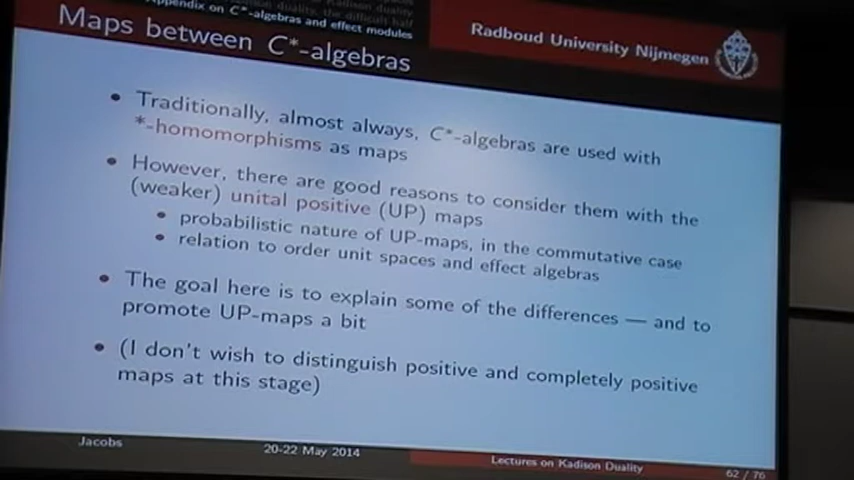 Appendix on C*-algebras and effect modules
Radboud University Nijmegen
Maps between C*-algebras
• Traditionally, almost always, C*-algebras are used with
*-homomorphisms as maps
• However, there are good reasons to consider them with the
(weaker) unital positive (UP) maps
• probabilistic nature of UP-maps, in the commutative case
• relation to order unit spaces and effect algebras
• The goal here is to explain some of the differences — and to
promote UP-maps a bit
• (I don't wish to distinguish positive and completely positive
maps at this stage)
Jacobs
20-22 May 2014
Lectures on Kadison Duality
62 / 76